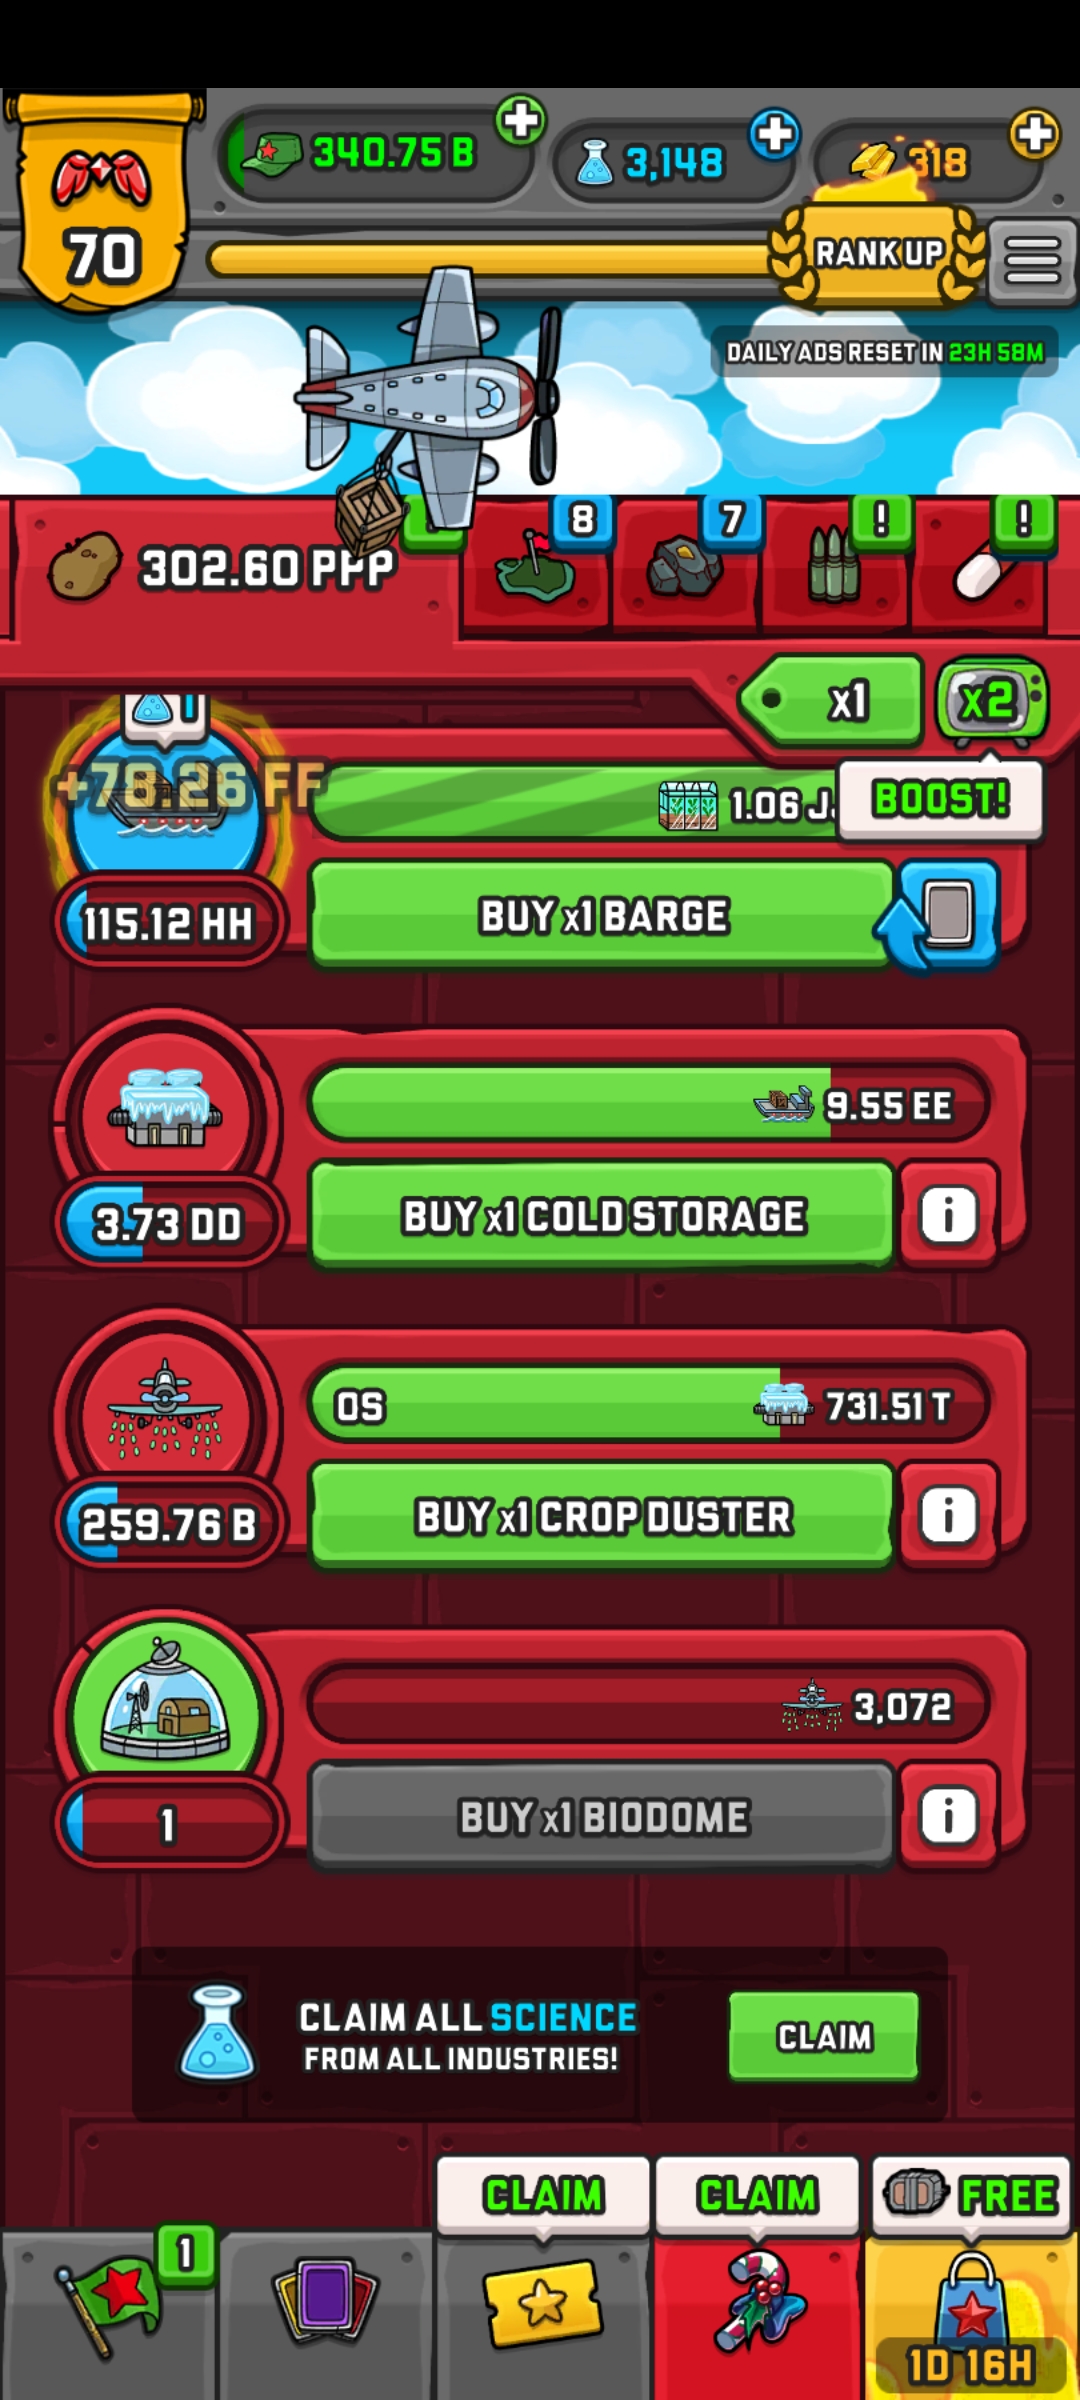 340.75 B
3,148
318
70
RANK UP
DAILY ADS RESET IN 23H 58M
302.60 PPP
8
7
!
!
x1
x2
1
+78.26 FF
1.06
BOOST!
115.12 HH
BUY x1 BARGE
9.55 EE
3.73 DD
BUY x1 COLD STORAGE
0S
731.51 T
259.76 B
BUY x1 CROP DUSTER
3,072
1
BUY x1 BIODOME
CLAIM ALL SCIENCE
FROM ALL INDUSTRIES!
CLAIM
CLAIM
CLAIM
FREE
1
1D 16H